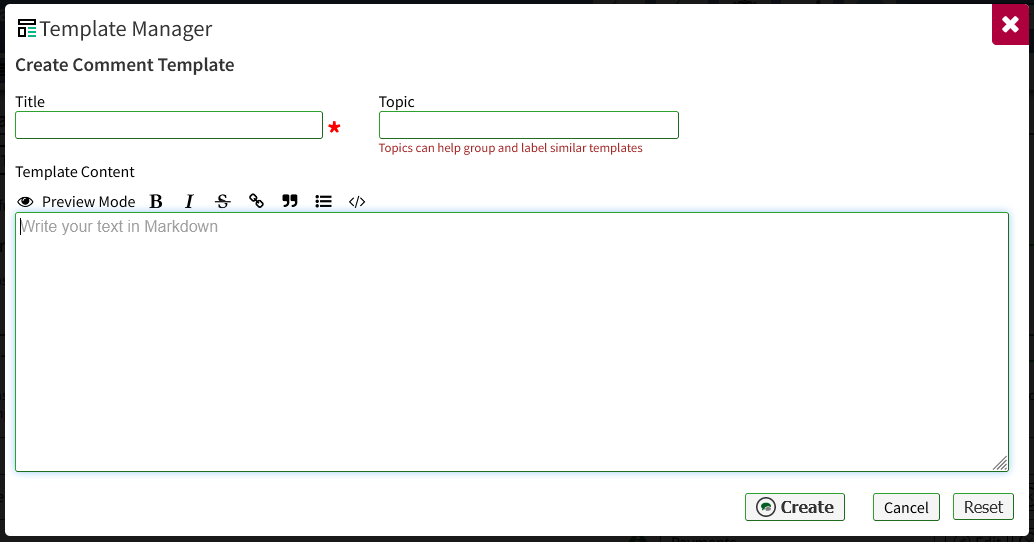 Template Manager
Create Comment Template
Title
Topic
*
Topics can help group and label similar templates
Template Content
Preview Mode B I S </>
Write your text in Markdown
Create Cancel Reset